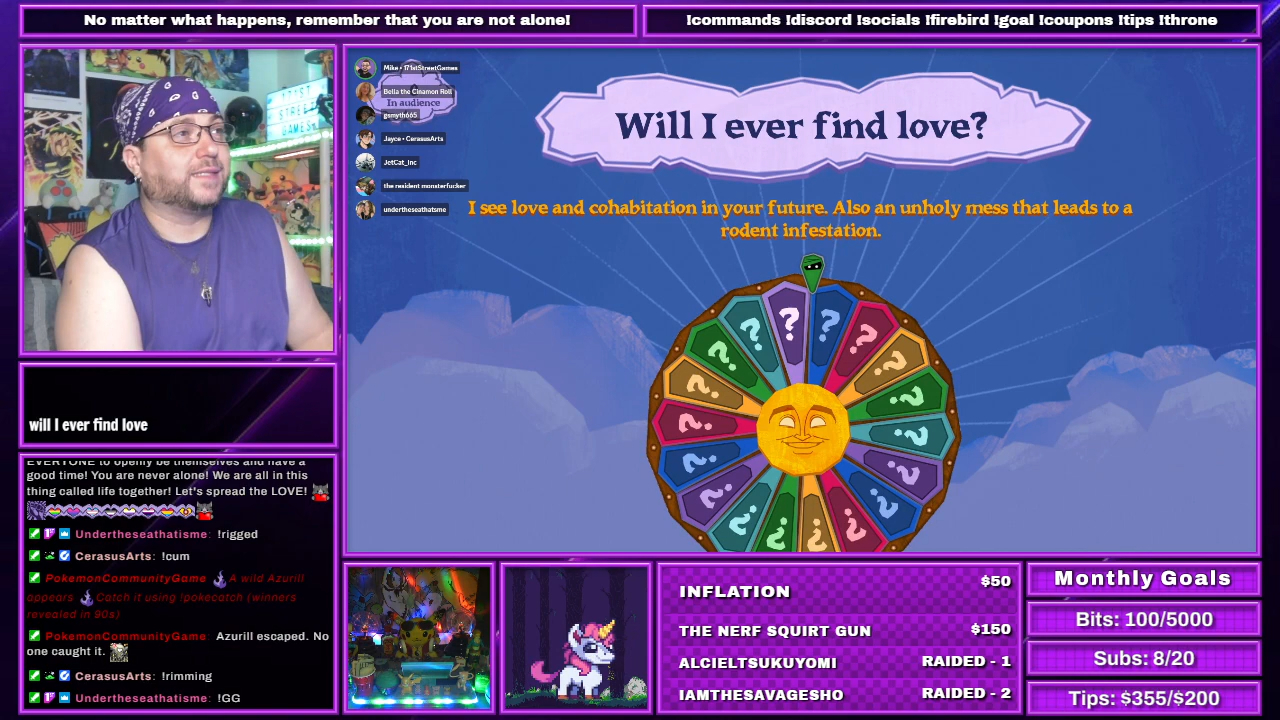 No matter what happens, remember that you are not alone!
!commands !discord !socials !firebird !goal !coupons !tips !throne
171ST
STREET
GAMES
Mike • 171stStreetGames
Bella the Cinamon Roll
In audience
gsmyth665
Jayce • CerasusArts
JetCat_Inc
the resident monsterfucker
undertheseathatsme
Will I ever find love?
I see love and cohabitation in your future. Also an unholy mess that leads to a
rodent infestation.
will I ever find love
EVERYONE to openly be themselves and have a
good time! You are never alone! We are all in this
thing called life together! Let's spread the LOVE!
Undertheseathatisme: !rigged
CerasusArts: !cum
PokemonCommunityGame A wild Azurill
appears Catch it using !pokecatch (winners
revealed in 90s)
PokemonCommunityGame: Azurill escaped. No
one caught it.
CerasusArts: !rimming
Undertheseathatisme: !GG
INFLATION $50
THE NERF SQUIRT GUN $150
ALCIELTSUKUYOMI RAIDED - 1
IAMTHESAVAGESHO RAIDED - 2
Monthly Goals
Bits: 100/5000
Subs: 8/20
Tips: $355/$200